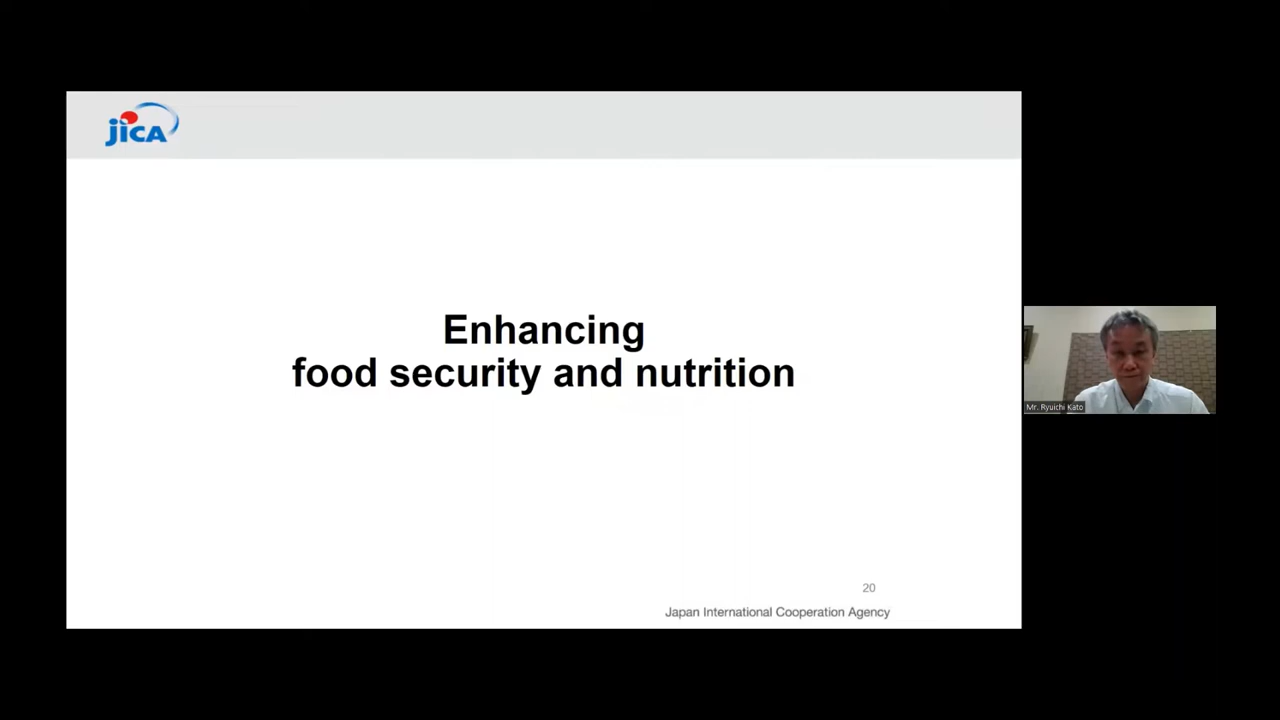 JICA
Enhancing
food security and nutrition
Mr. Ryuichi Kato
20
Japan International Cooperation Agency